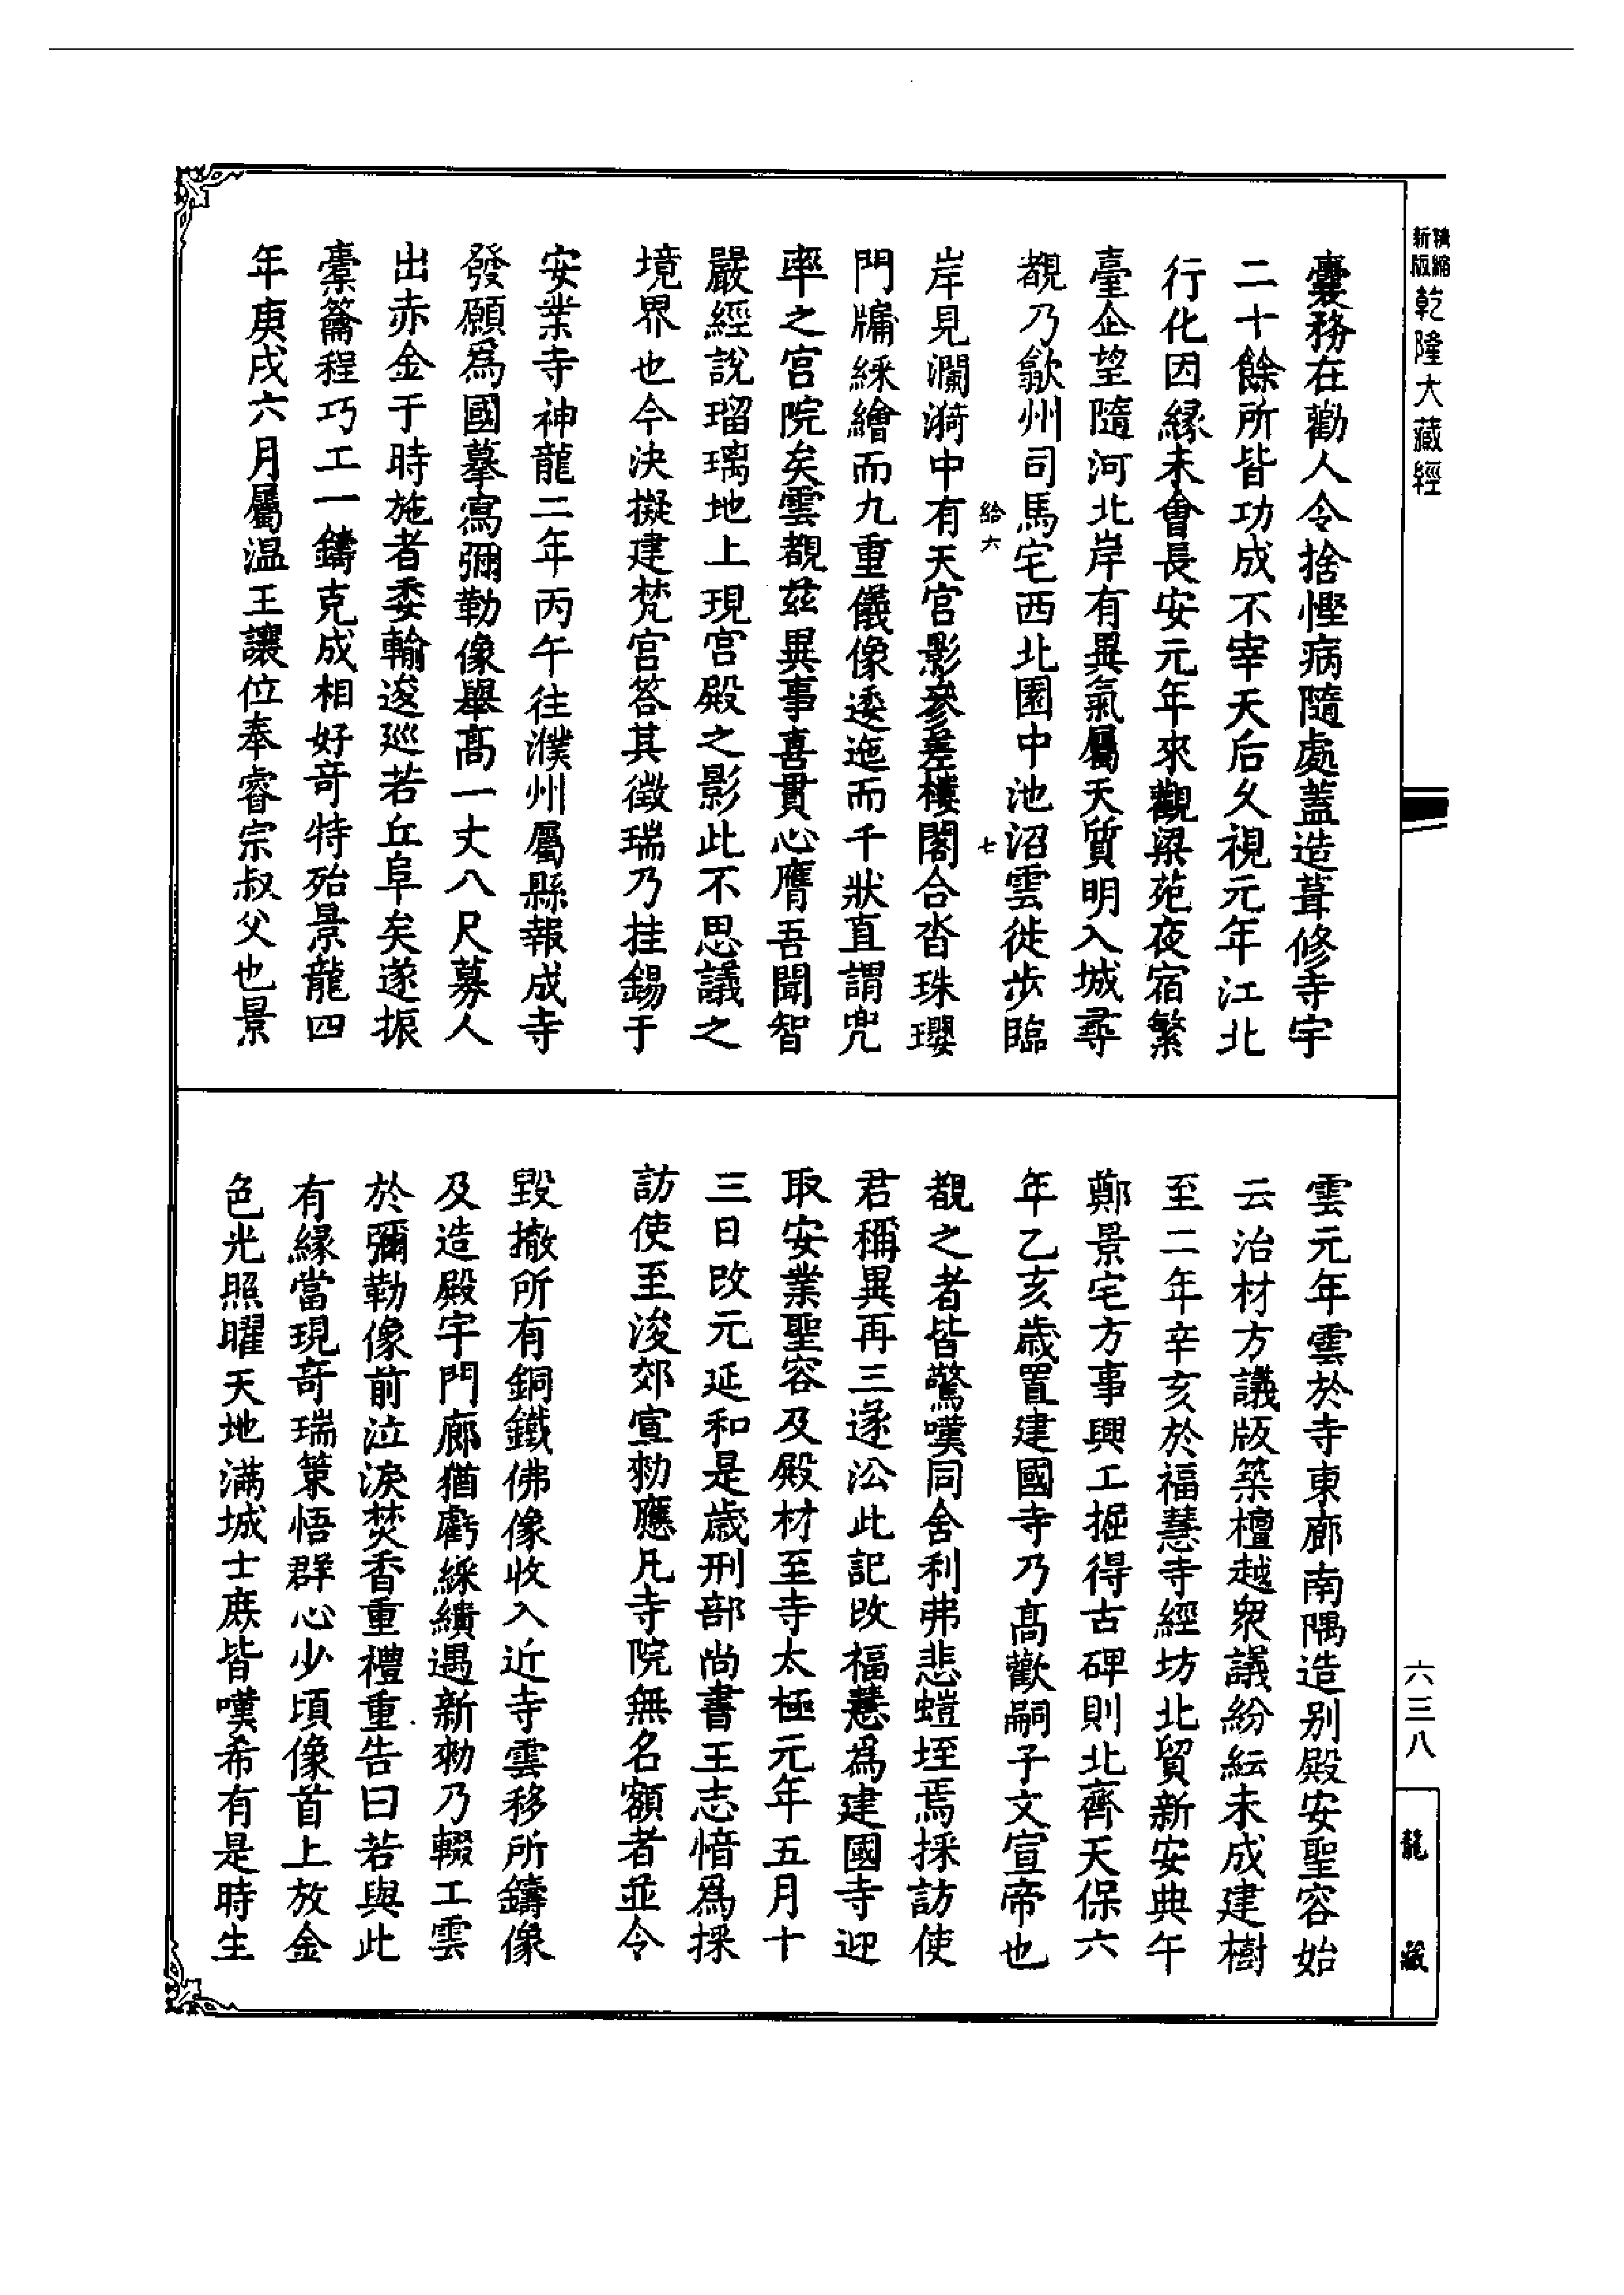 精縮新版乾隆大藏經
囊務在勸人令捨慳病隨處蓋造葺修寺宇
二十餘所皆功成不宰天后久視元年江北
行化因緣未會長安元年來觀梁苑夜宿繁
臺企望隨河北岸有異氣屬天質明入城尋
覩乃歙州司馬宅西北園中池沼雲徙步臨
給六
七
岸見瀾漪中有天宮影參差樓閣合沓珠瓔
門牖綵繪而九重儀像逶迤而千狀直謂兜
率之宮院矣雲覩茲異事喜貫心膺吾聞智
嚴經說瑠璃地上現宮殿之影此不思議之
境界也今決擬建梵宮答其徵瑞乃挂錫于
安業寺神龍二年丙午往濮州屬縣報成寺
發願爲國摹寫彌勒像舉高一丈八尺募人
出赤金于時施者委輸逡巡若丘阜矣遂振
橐籥程巧工一鑄克成相好奇特殆景龍四
年庚戌六月屬温王讓位奉睿宗叔父也景
雲元年雲於寺東廊南隅造別殿安聖容始
云治材方議版築檀越衆議紛紜未成建樹
至二年辛亥於福慧寺經坊北貿新安典午
鄭景宅方事興工掘得古碑則北齊天保六
年乙亥歲置建國寺乃高歡嗣子文宣帝也
覩之者皆驚嘆同舍利弗悲螘垤焉採訪使
君稱異再三遂㳂此記改福慧爲建國寺迎
取安業聖容及殿材至寺太極元年五月十
三日改元延和是歲刑部尚書王志愔爲採
訪使至浚郊宣勑應凡寺院無名額者並令
毀撤所有銅鐵佛像收入近寺雲移所鑄像
及造殿宇門廊猶虧綵繢遇新勑乃輟工雲
於彌勒像前泣淚焚香重禮重告曰若與此
有緣當現奇瑞策悟群心少頃像首上放金
色光照曜天地滿城士庶皆嘆希有是時生
六三八
龍藏